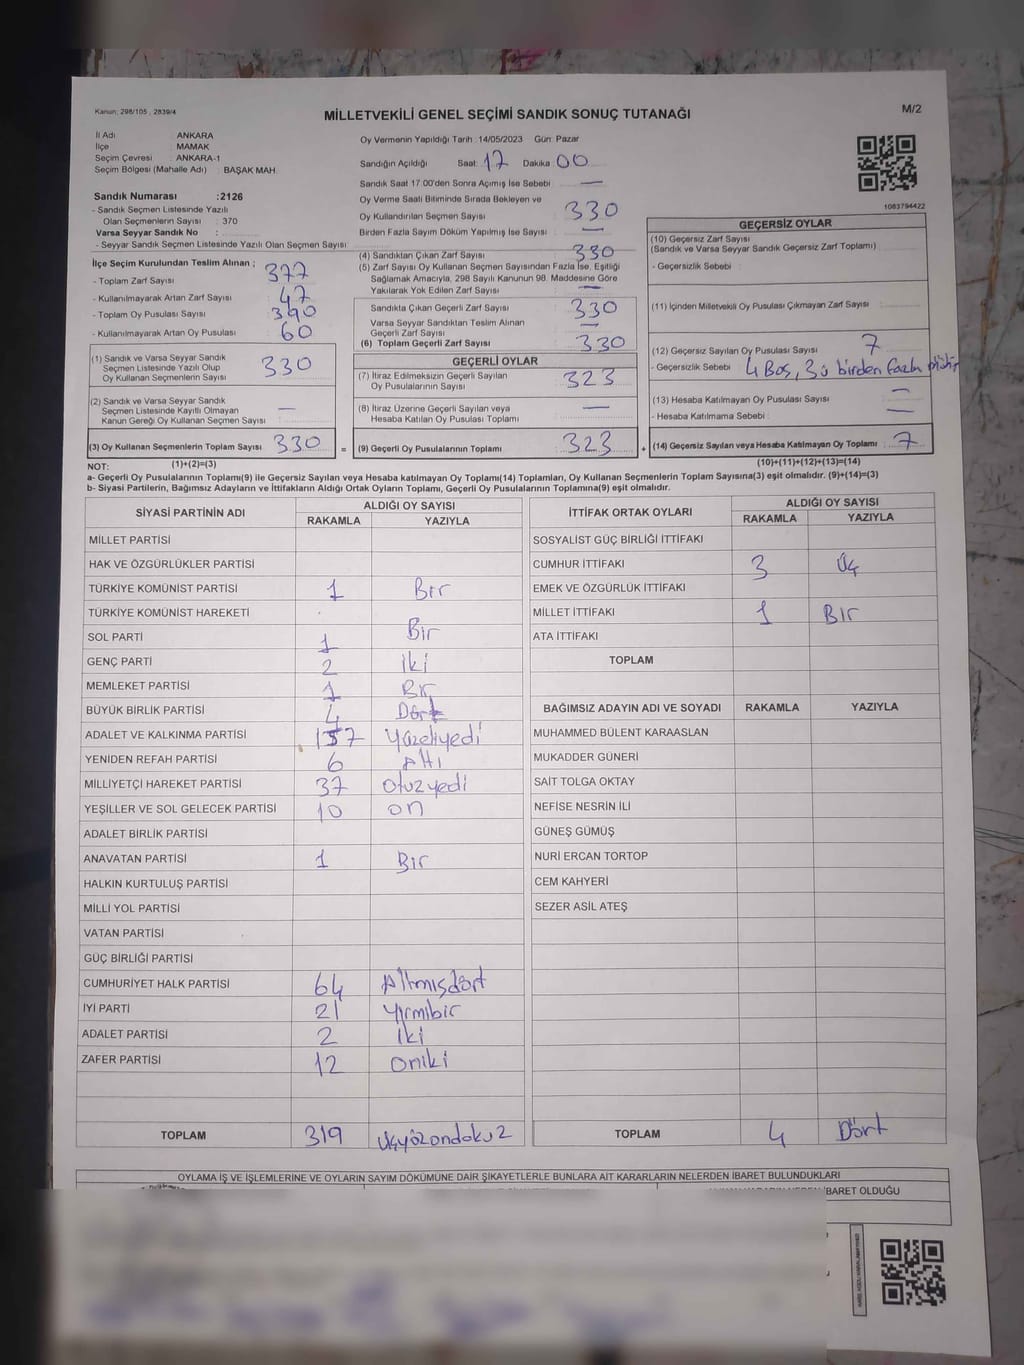 Kanun: 298/105 , 2839/4
MİLLETVEKİLİ GENEL SEÇİMİ SANDIK SONUÇ TUTANAĞI
M/2
İl Adı ANKARA
İlçe MAMAK
Seçim Çevresi : ANKARA-1
Seçim Bölgesi (Mahalle Adı) : BAŞAK MAH.
Oy Vermenin Yapıldığı Tarih : 14/05/2023 Gün: Pazar
Sandığın Açıldığı Saat: 17 Dakika: 00
Sandık Saat 17.00'den Sonra Açılmış İse Sebebi : —
Sandık Numarası :2126
- Sandık Seçmen Listesinde Yazılı
Olan Seçmenlerin Sayısı : 370
Varsa Seyyar Sandık No :
- Seyyar Sandık Seçmen Listesinde Yazılı Olan Seçmen Sayısı:
Oy Verme Saati Bitiminde Sırada Bekleyen ve
Oy Kullandırılan Seçmen Sayısı 330
Birden Fazla Sayım Döküm Yapılmış İse Sayısı : —
1083794422
İlçe Seçim Kurulundan Teslim Alınan ;
- Toplam Zarf Sayısı : 377
- Kullanılmayarak Artan Zarf Sayısı : 47
- Toplam Oy Pusulası Sayısı : 390
- Kullanılmayarak Artan Oy Pusulası : 60
(4) Sandıktan Çıkan Zarf Sayısı : 330
(5) Zarf Sayısı Oy Kullanan Seçmen Sayısından Fazla İse, Eşitliği
Sağlamak Amacıyla, 298 Sayılı Kanunun 98. Maddesine Göre
Yakılarak Yok Edilen Zarf Sayısı : —
Sandıkta Çıkan Geçerli Zarf Sayısı : 330
Varsa Seyyar Sandıktan Teslim Alınan
Geçerli Zarf Sayısı : —
(6) Toplam Geçerli Zarf Sayısı : 330
GEÇERSİZ OYLAR
(10) Geçersiz Zarf Sayısı
(Sandık ve Varsa Seyyar Sandık Geçersiz Zarf Toplamı) :
- Geçersizlik Sebebi :
(11) İçinden Milletvekili Oy Pusulası Çıkmayan Zarf Sayısı :
(12) Geçersiz Sayılan Oy Pusulası Sayısı : 7
- Geçersizlik Sebebi : 4 Boş, 3ü birden fazla
(13) Hesaba Katılmayan Oy Pusulası Sayısı : —
- Hesaba Katılmama Sebebi : —
(1) Sandık ve Varsa Seyyar Sandık
Seçmen Listesinde Yazılı Olup
Oy Kullanan Seçmenlerin Sayısı : 330
(2) Sandık ve Varsa Seyyar Sandık
Seçmen Listesinde Kayıtlı Olmayan
Kanun Gereği Oy Kullanan Seçmen Sayısı : —
GEÇERLİ OYLAR
(7) İtiraz Edilmeksizin Geçerli Sayılan
Oy Pusulalarının Sayısı : 323
(8) İtiraz Üzerine Geçerli Sayılan veya
Hesaba Katılan Oy Pusulası Toplamı : —
(3) Oy Kullanan Seçmenlerin Toplam Sayısı : 330 = (9) Geçerli Oy Pusulalarının Toplamı : 323 + (14) Geçersiz Sayılan veya Hesaba Katılmayan Oy Toplamı : 7
NOT: (1)+(2)=(3) (10)+(11)+(12)+(13)=(14)
a- Geçerli Oy Pusulalarının Toplamı(9) ile Geçersiz Sayılan veya Hesaba katılmayan Oy Toplamı(14) Toplamları, Oy Kullanan Seçmenlerin Toplam Sayısına(3) eşit olmalıdır. (9)+(14)=(3)
b- Siyasi Partilerin, Bağımsız Adayların ve İttifakların Aldığı Ortak Oyların Toplamı, Geçerli Oy Pusulalarının Toplamına(9) eşit olmalıdır.
SİYASİ PARTİNİN ADI ALDIĞI OY SAYISI
RAKAMLA YAZIYLA
MİLLET PARTİSİ
HAK VE ÖZGÜRLÜKLER PARTİSİ
TÜRKİYE KOMÜNİST PARTİSİ 1 Bir
TÜRKİYE KOMÜNİST HAREKETİ
SOL PARTİ 1 Bir
GENÇ PARTİ 2 iki
MEMLEKET PARTİSİ 1 Bir
BÜYÜK BİRLİK PARTİSİ 4 Dört
ADALET VE KALKINMA PARTİSİ 157 Yüzelliyedi
YENİDEN REFAH PARTİSİ 6 Altı
MİLLİYETÇİ HAREKET PARTİSİ 37 otuzyedi
YEŞİLLER VE SOL GELECEK PARTİSİ 10 on
ADALET BİRLİK PARTİSİ
ANAVATAN PARTİSİ 1 Bir
HALKIN KURTULUŞ PARTİSİ
MİLLİ YOL PARTİSİ
VATAN PARTİSİ
GÜÇ BİRLİĞİ PARTİSİ
CUMHURİYET HALK PARTİSİ 64 Altmışdört
İYİ PARTİ 21 Yirmibir
ADALET PARTİSİ 2 İki
ZAFER PARTİSİ 12 Oniki
TOPLAM 319 üçyüzondokuz
İTTİFAK ORTAK OYLARI ALDIĞI OY SAYISI
RAKAMLA YAZIYLA
SOSYALİST GÜÇ BİRLİĞİ İTTİFAKI
CUMHUR İTTİFAKI 3 Üç
EMEK VE ÖZGÜRLÜK İTTİFAKI
MİLLET İTTİFAKI 1 Bir
ATA İTTİFAKI
TOPLAM
BAĞIMSIZ ADAYIN ADI VE SOYADI RAKAMLA YAZIYLA
MUHAMMED BÜLENT KARAASLAN
MUKADDER GÜNERİ
SAİT TOLGA OKTAY
NEFİSE NESRİN İLİ
GÜNEŞ GÜMÜŞ
NURİ ERCAN TORTOP
CEM KAHYERİ
SEZER ASİL ATEŞ
TOPLAM 4 Dört
OYLAMA İŞ VE İŞLEMLERİNE VE OYLARIN SAYIM DÖKÜMÜNE DAİR ŞİKAYETLERLE BUNLARA AİT KARARLARIN NELERDEN İBARET BULUNDUKLARI
İBARET OLDUĞU